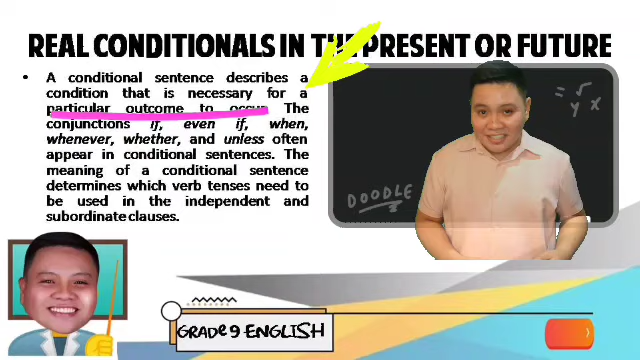 REAL CONDITIONALS IN THE PRESENT OR FUTURE
• A conditional sentence describes a
condition that is necessary for a
particular outcome to occur. The
conjunctions if, even if, when,
whenever, whether, and unless often
appear in conditional sentences. The
meaning of a conditional sentence
determines which verb tenses need to
be used in the independent and
subordinate clauses.
= √
y x
DOODLE
GRADE 9 ENGLISH